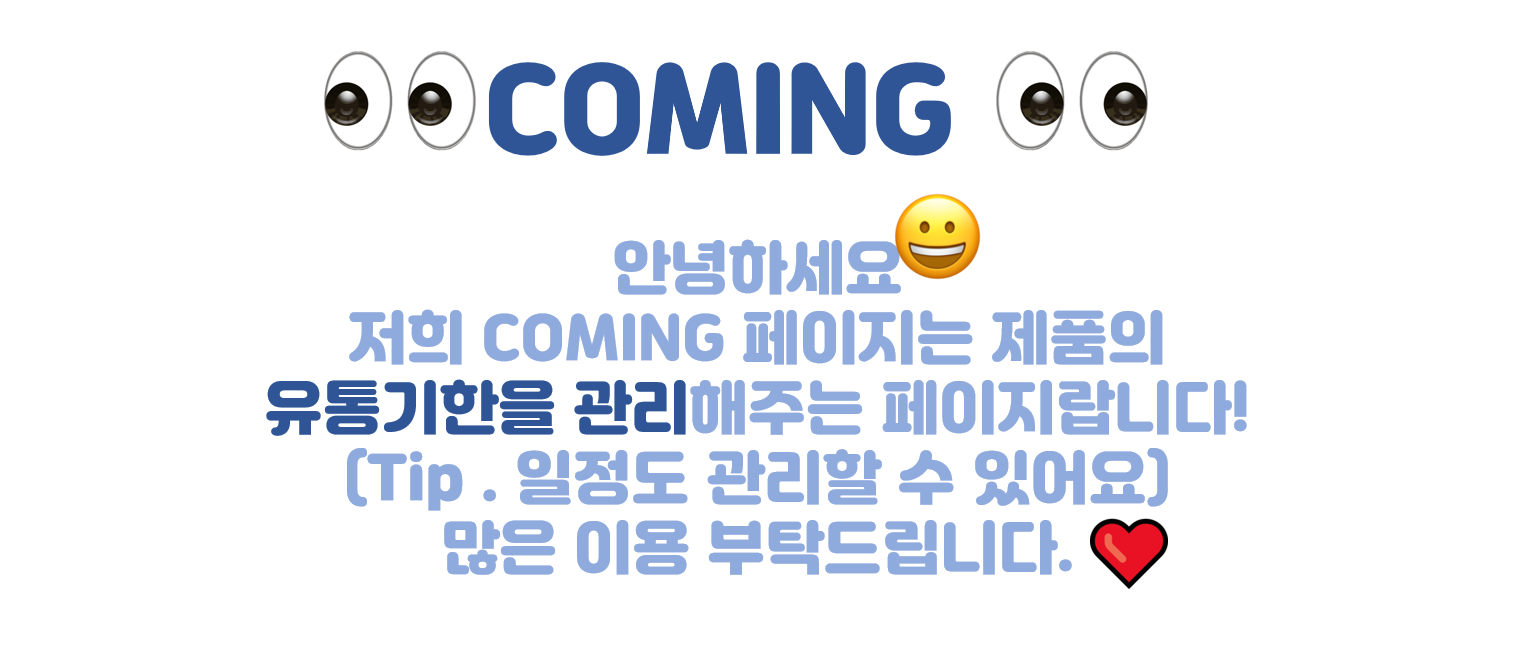 COMING
안녕하세요
저희 COMING 페이지는 제품의
유통기한을 관리해주는 페이지랍니다!
(Tip . 일정도 관리할 수 있어요)
많은 이용 부탁드립니다.